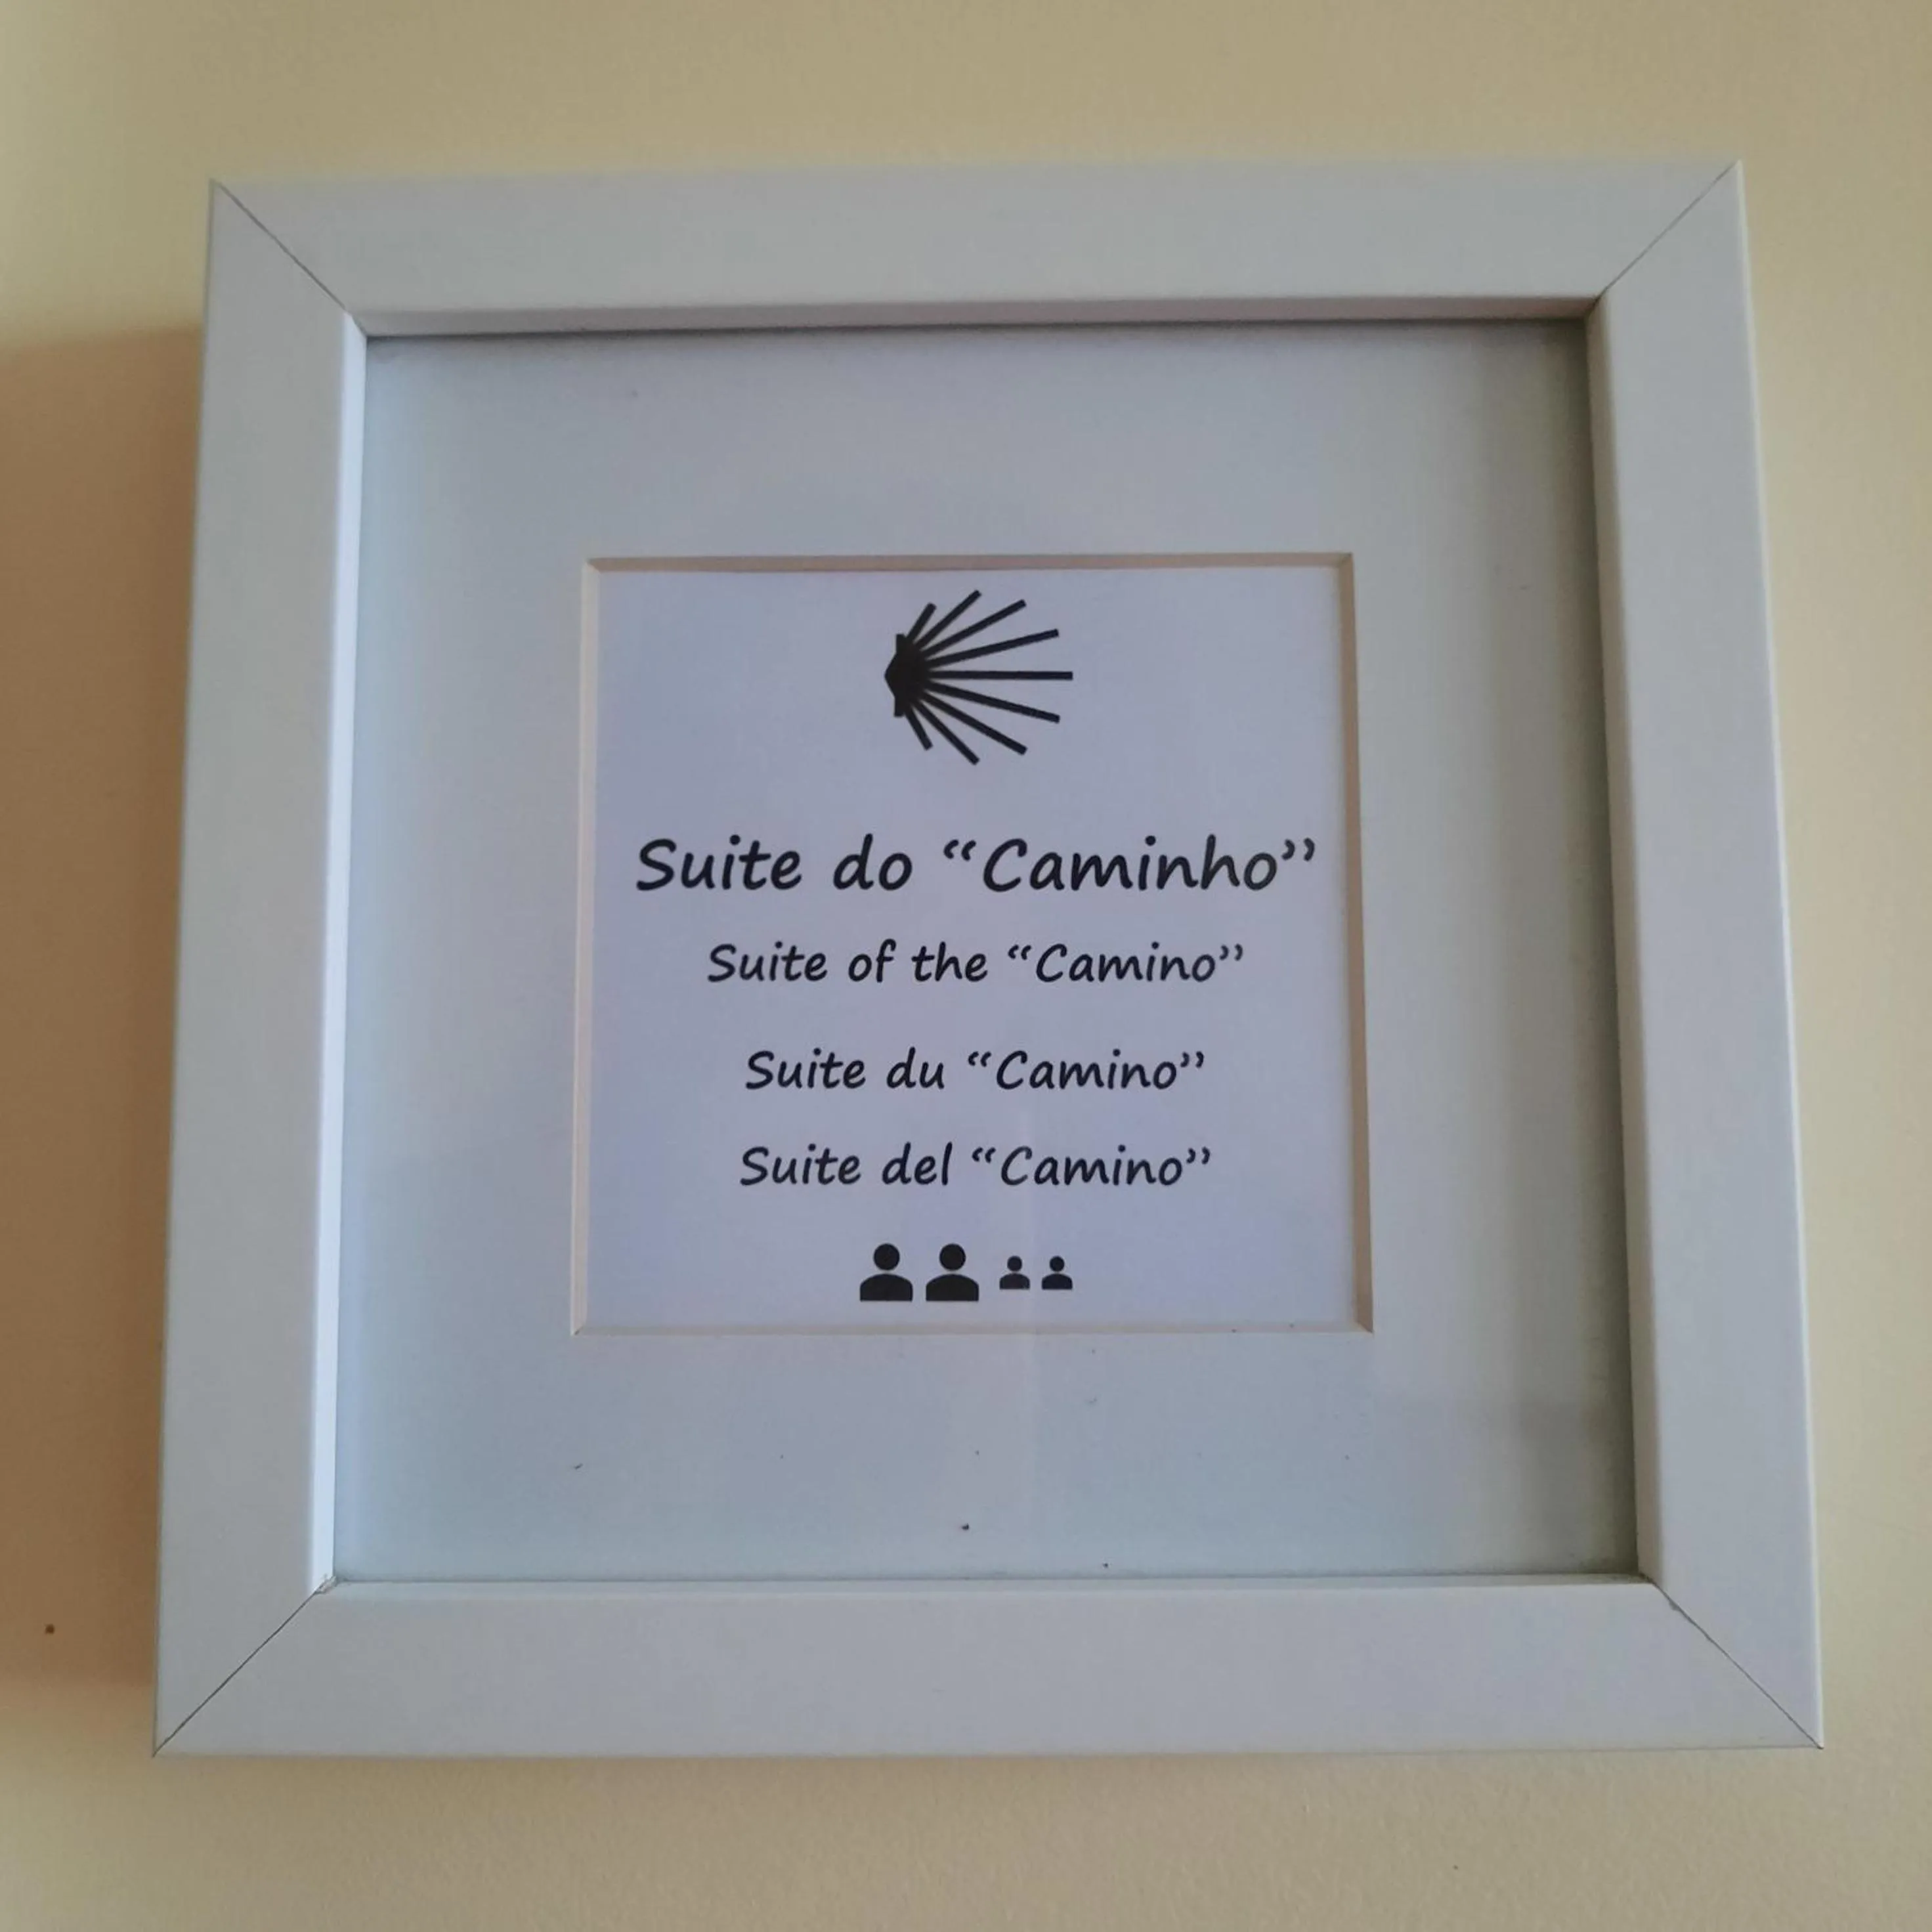 Suite do “Caminho”
Suite of the “Camino”
Suite du “Camino”
Suite del “Camino”